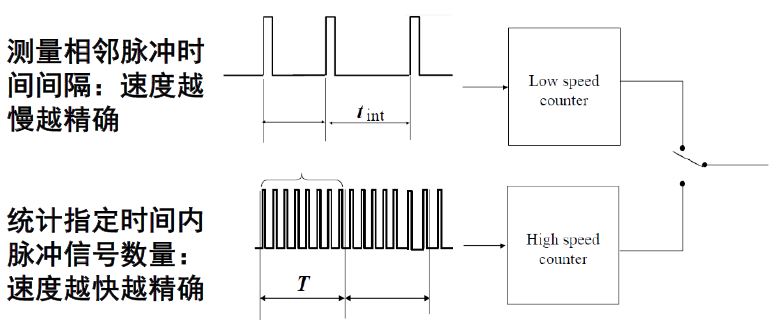 测量相邻脉冲时
间间隔：速度越
慢越精确
t int
Low speed
counter
统计指定时间内
脉冲信号数量：
速度越快越精确
T
High speed
counter